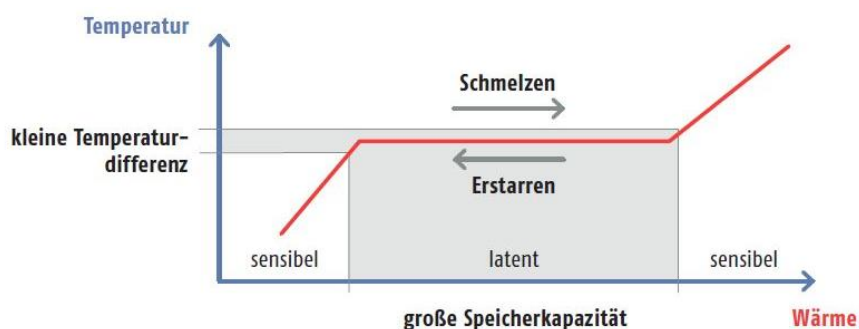 Temperatur
Schmelzen
kleine Temperatur-
differenz
Erstarren
sensibel
latent
sensibel
große Speicherkapazität
Wärme